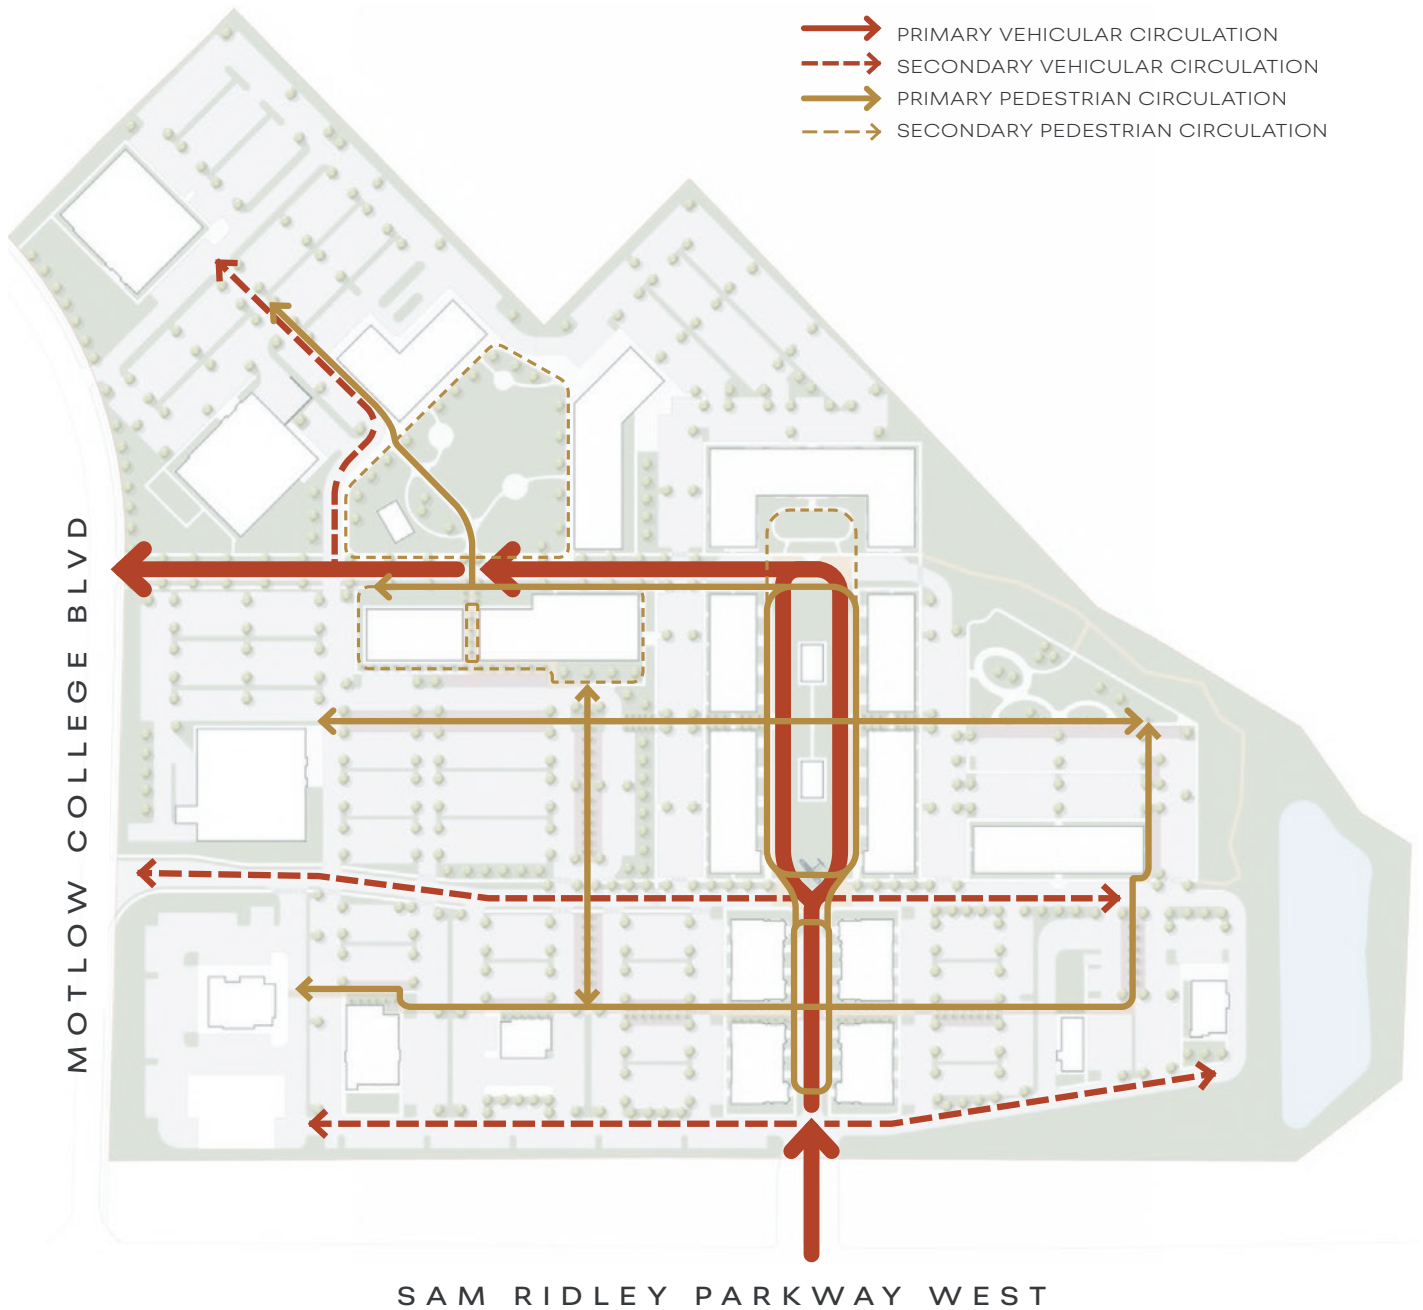 PRIMARY VEHICULAR CIRCULATION
SECONDARY VEHICULAR CIRCULATION
PRIMARY PEDESTRIAN CIRCULATION
SECONDARY PEDESTRIAN CIRCULATION
MOTLOW COLLEGE BLVD
SAM RIDLEY PARKWAY WEST